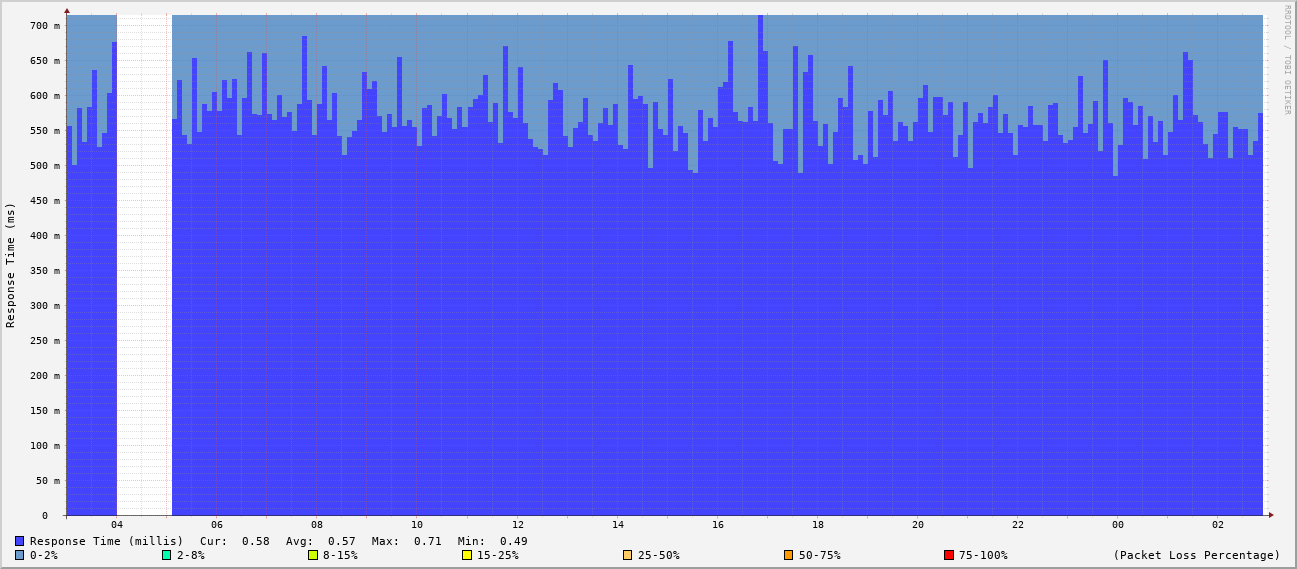 RRDTOOL / TOBI OETIKER
Response Time (ms)
700 m
650 m
600 m
550 m
500 m
450 m
400 m
350 m
300 m
250 m
200 m
150 m
100 m
50 m
0
04 06 08 10 12 14 16 18 20 22 00 02
Response Time (millis) Cur: 0.58 Avg: 0.57 Max: 0.71 Min: 0.49
0-2% 2-8% 8-15% 15-25% 25-50% 50-75% 75-100% (Packet Loss Percentage)